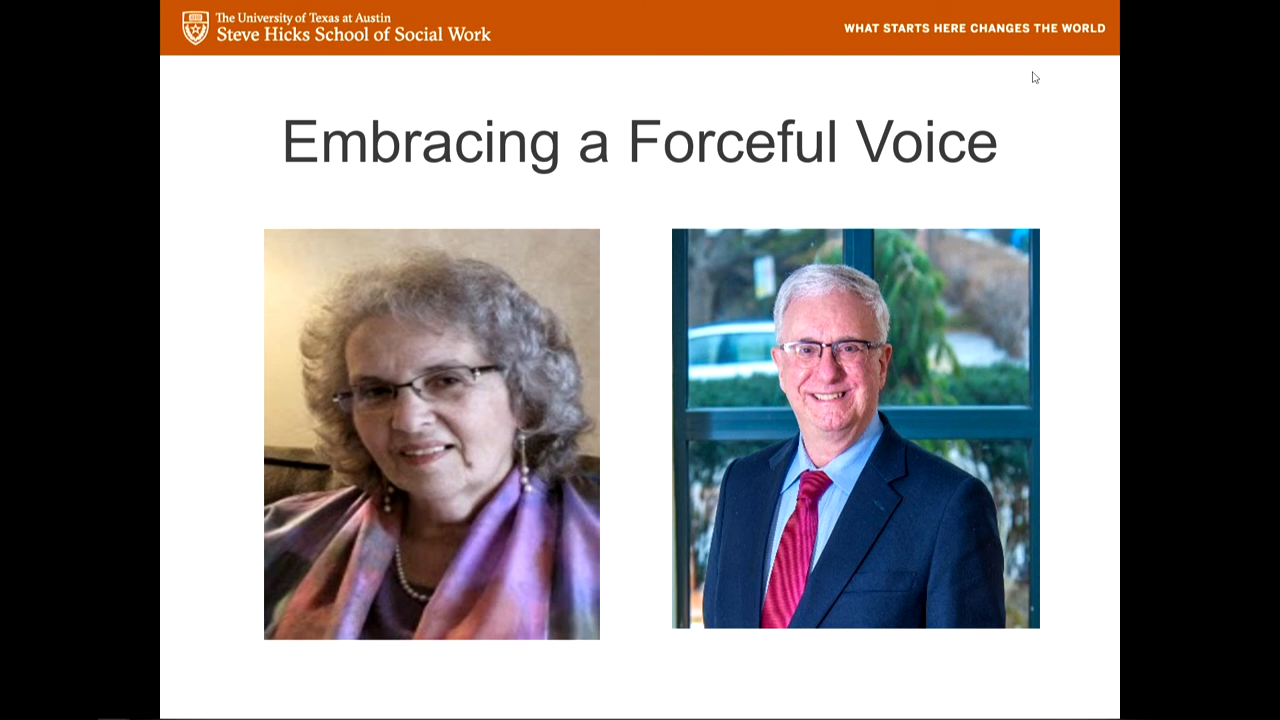 The University of Texas at Austin
Steve Hicks School of Social Work
WHAT STARTS HERE CHANGES THE WORLD
Embracing a Forceful Voice